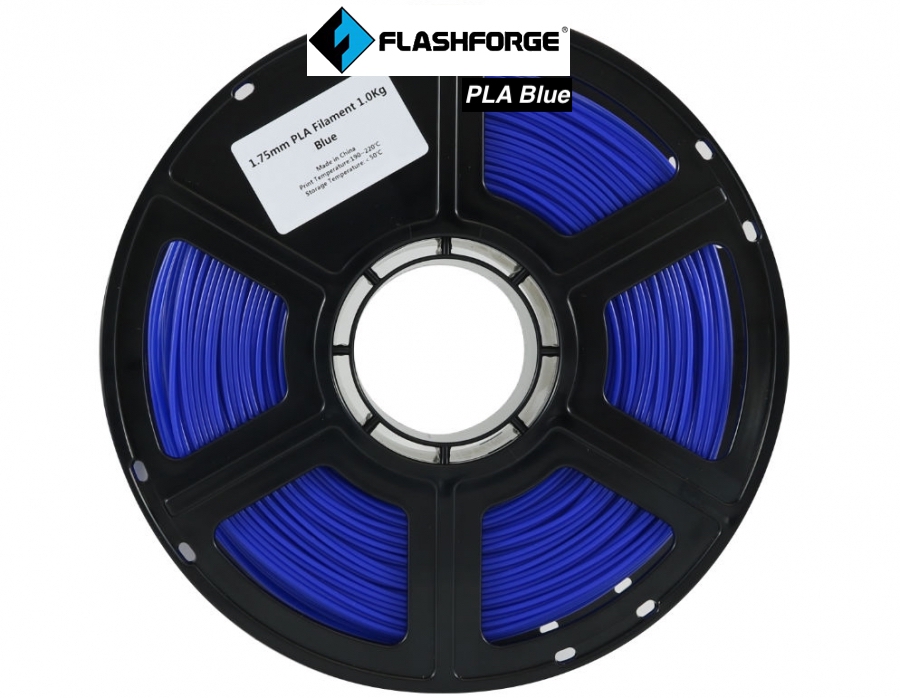 FLASHFORGE®
PLA Blue
1.75mm PLA Filament 1.0Kg
Blue
Made in China
Print Temperature:190~220℃
Storage Temperature: <50℃